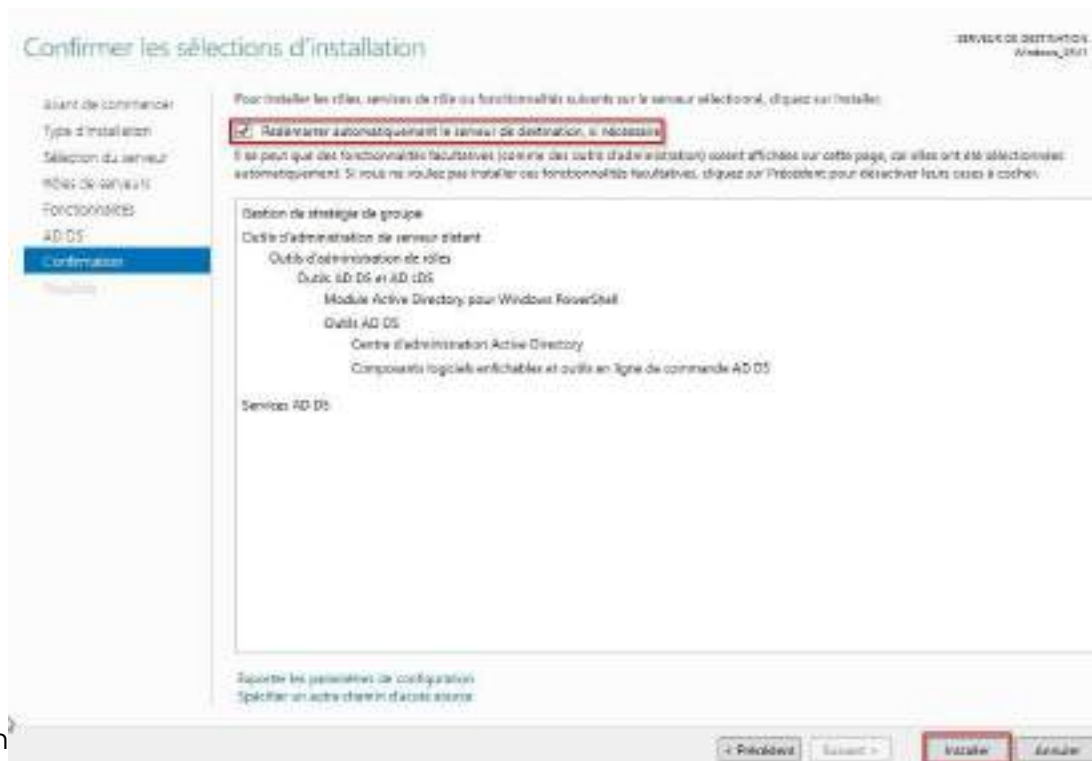 Confirmer les sélections d'installation
SERVEUR DE DESTINATION
Avant de commencer
Type d'installation
Sélection du serveur
Rôles de serveurs
Fonctionnalités
AD DS
Confirmation
Résultats
Pour installer les rôles, services de rôle ou fonctionnalités suivants sur le serveur sélectionné, cliquez sur Installer.
Redémarrer automatiquement le serveur de destination, si nécessaire
Il se peut que des fonctionnalités facultatives (comme des outils d'administration) soient affichées sur cette page, car elles ont été sélectionnées
automatiquement. Si vous ne voulez pas installer ces fonctionnalités facultatives, cliquez sur Précédent pour désactiver leurs cases à cocher.
Gestion de stratégie de groupe
Outils d'administration de serveur distant
Outils d'administration de rôles
Outils AD DS et AD LDS
Module Active Directory pour Windows PowerShell
Outils AD DS
Centre d'administration Active Directory
Composants logiciels enfichables et outils en ligne de commande AD DS
Services AD DS
Exporter les paramètres de configuration
Spécifier un autre chemin d'accès source
n
< Précédent
Suivant >
Installer
Annuler